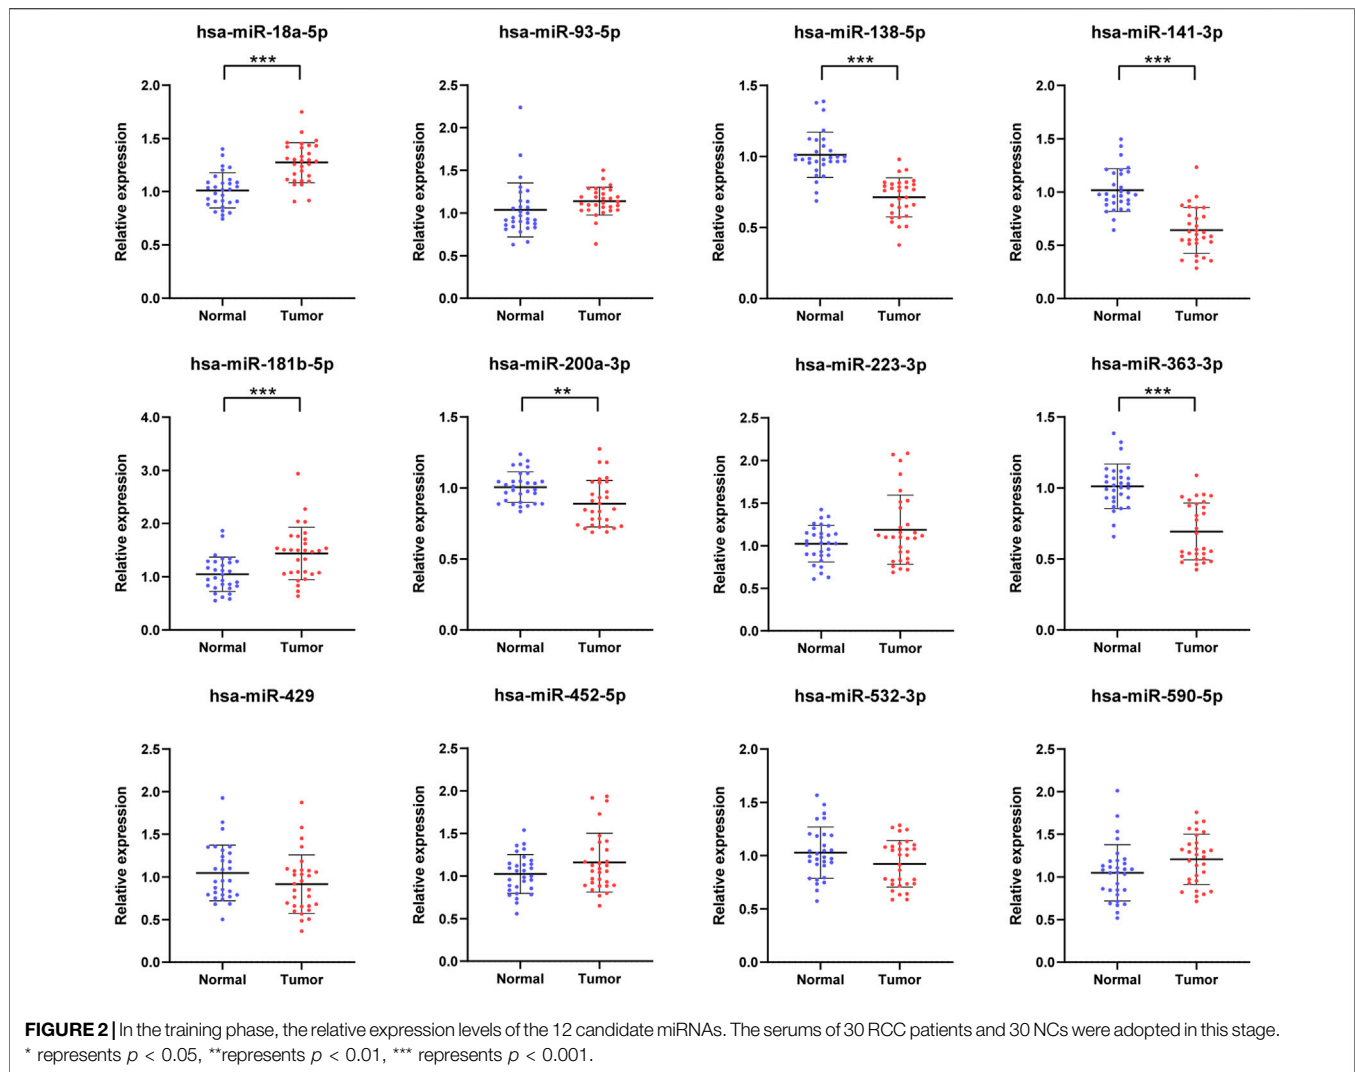 hsa-miR-18a-5p
***
Relative expression
2.0
1.5
1.0
0.5
0.0
Normal Tumor
hsa-miR-93-5p
Relative expression
2.5
2.0
1.5
1.0
0.5
0.0
Normal Tumor
hsa-miR-138-5p
***
Relative expression
1.5
1.0
0.5
0.0
Normal Tumor
hsa-miR-141-3p
***
Relative expression
2.0
1.5
1.0
0.5
0.0
Normal Tumor
hsa-miR-181b-5p
***
Relative expression
4.0
3.0
2.0
1.0
0.0
Normal Tumor
hsa-miR-200a-3p
**
Relative expression
1.5
1.0
0.5
0.0
Normal Tumor
hsa-miR-223-3p
Relative expression
2.5
2.0
1.5
1.0
0.5
0.0
Normal Tumor
hsa-miR-363-3p
***
Relative expression
1.5
1.0
0.5
0.0
Normal Tumor
hsa-miR-429
Relative expression
2.5
2.0
1.5
1.0
0.5
0.0
Normal Tumor
hsa-miR-452-5p
Relative expression
2.5
2.0
1.5
1.0
0.5
0.0
Normal Tumor
hsa-miR-532-3p
Relative expression
2.0
1.5
1.0
0.5
0.0
Normal Tumor
hsa-miR-590-5p
Relative expression
2.5
2.0
1.5
1.0
0.5
0.0
Normal Tumor
FIGURE 2 | In the training phase, the relative expression levels of the 12 candidate miRNAs. The serums of 30 RCC patients and 30 NCs were adopted in this stage.
* represents p < 0.05, **represents p < 0.01, *** represents p < 0.001.